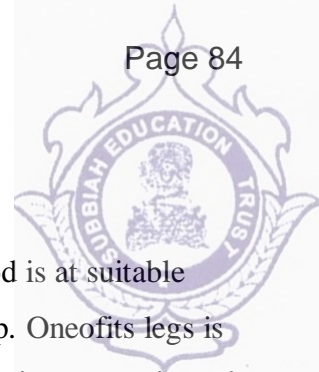 Page 84
SUBBIAH EDUCATION TRUST
d is at suitable
p. Oneofits legs is